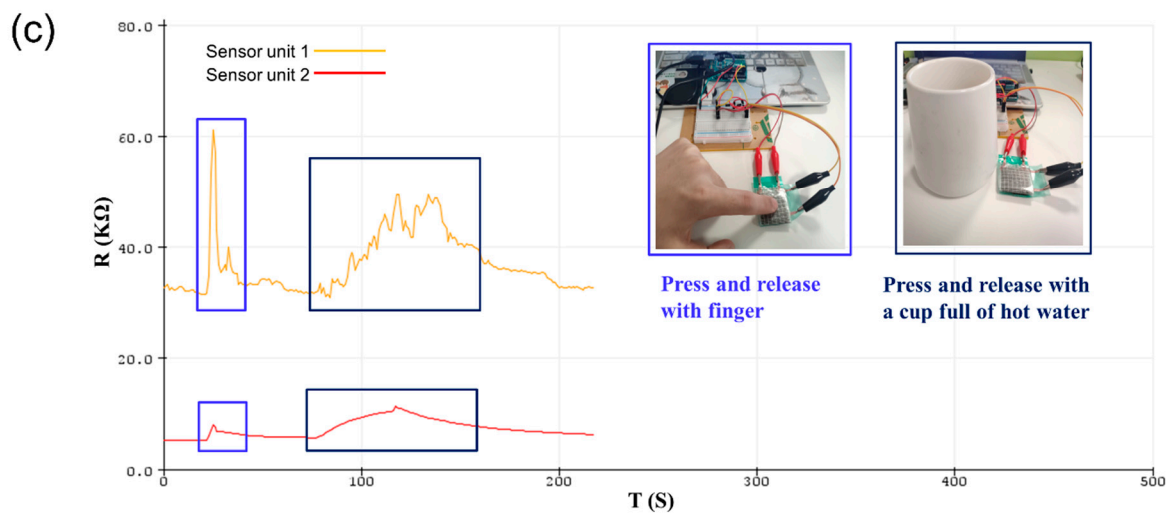 (c)
80.0
60.0
40.0
20.0
0.0
R (KΩ)
Sensor unit 1
Sensor unit 2
Press and release
with finger
Press and release with
a cup full of hot water
0
100
200
300
400
500
T (S)